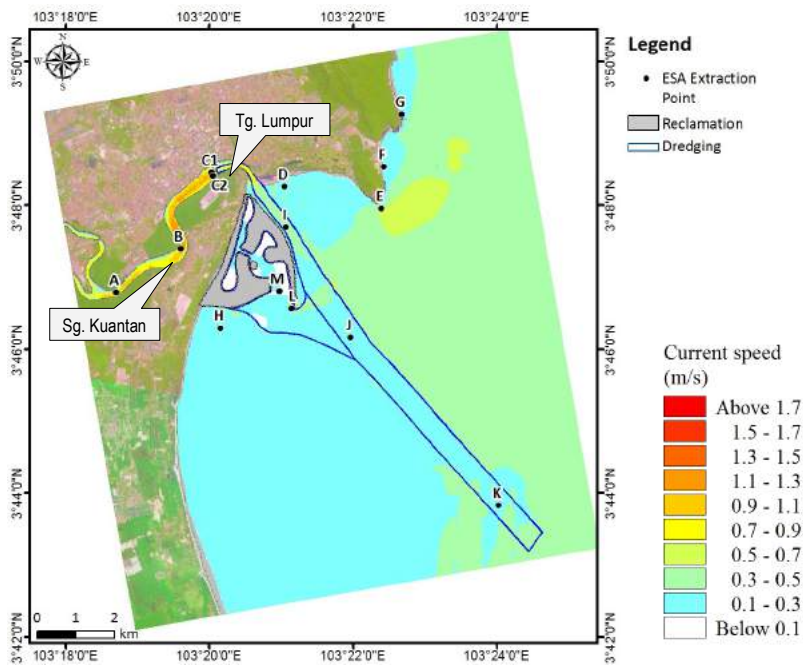 103°18'0"E 103°20'0"E 103°22'0"E 103°24'0"E
3°50'0"N
3°48'0"N
3°46'0"N
3°44'0"N
3°42'0"N
N
W E
S
Tg. Lumpur
Sg. Kuantan
G
F
E
D
C1
C2
I
B
A
M
L
H
J
K
0 1 2
km
3°50'0"N
3°48'0"N
3°46'0"N
3°44'0"N
3°42'0"N
103°18'0"E 103°20'0"E 103°22'0"E 103°24'0"E
Legend
ESA Extraction
Point
Reclamation
Dredging
Current speed
(m/s)
Above 1.7
1.5 - 1.7
1.3 - 1.5
1.1 - 1.3
0.9 - 1.1
0.7 - 0.9
0.5 - 0.7
0.3 - 0.5
0.1 - 0.3
Below 0.1